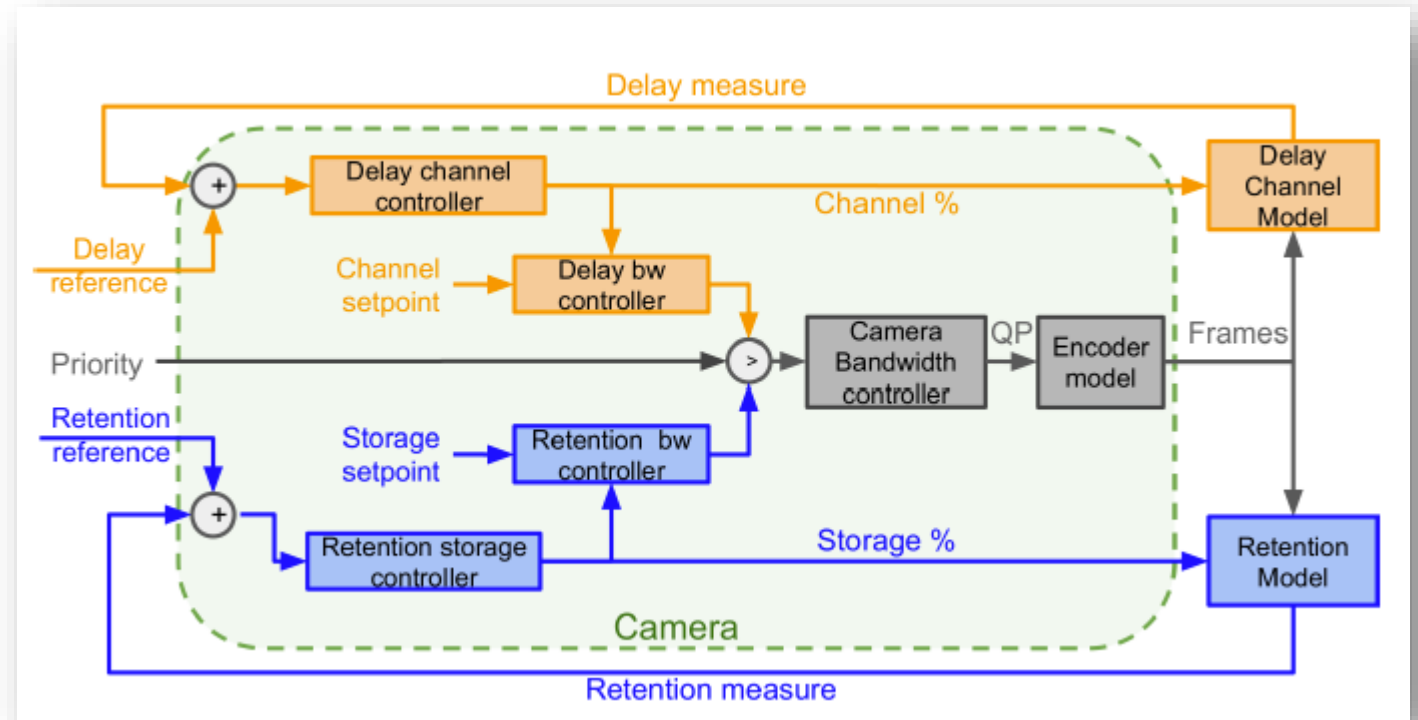 Delay measure
+
Delay channel
controller
Delay
Channel
Model
Channel %
Delay
reference
Channel
setpoint
Delay bw
controller
Priority
>
Camera
Bandwidth
controller
QP
Encoder
model
Frames
Retention
reference
Storage
setpoint
Retention bw
controller
+
Retention storage
controller
Storage %
Retention
Model
Camera
Retention measure